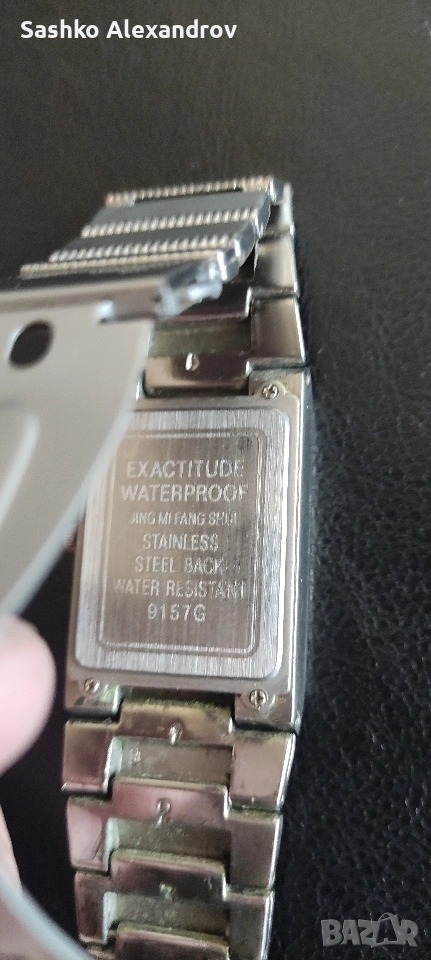 Sashko Alexandrov
EXACTITUDE
WATERPROOF
JING MI FANG SHUI
STAINLESS
STEEL BACK
WATER RESISTANT
9157G
BAZAR